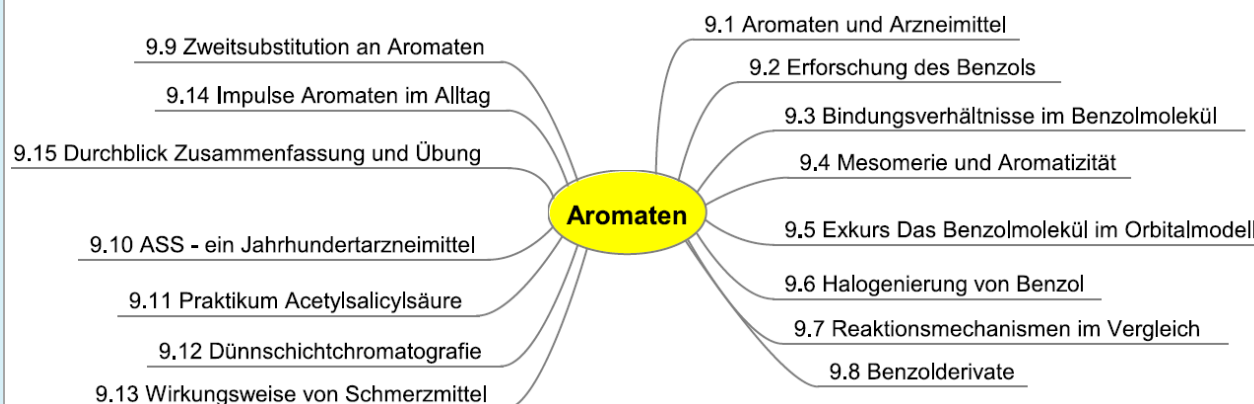 9.1 Aromaten und Arzneimittel
9.2 Erforschung des Benzols
9.3 Bindungsverhältnisse im Benzolmolekül
9.4 Mesomerie und Aromatizität
9.5 Exkurs Das Benzolmolekül im Orbitalmodell
9.6 Halogenierung von Benzol
9.7 Reaktionsmechanismen im Vergleich
9.8 Benzolderivate
Aromaten
9.9 Zweitsubstitution an Aromaten
9.14 Impulse Aromaten im Alltag
9.15 Durchblick Zusammenfassung und Übung
9.10 ASS - ein Jahrhundertarzneimittel
9.11 Praktikum Acetylsalicylsäure
9.12 Dünnschichtchromatografie
9.13 Wirkungsweise von Schmerzmittel